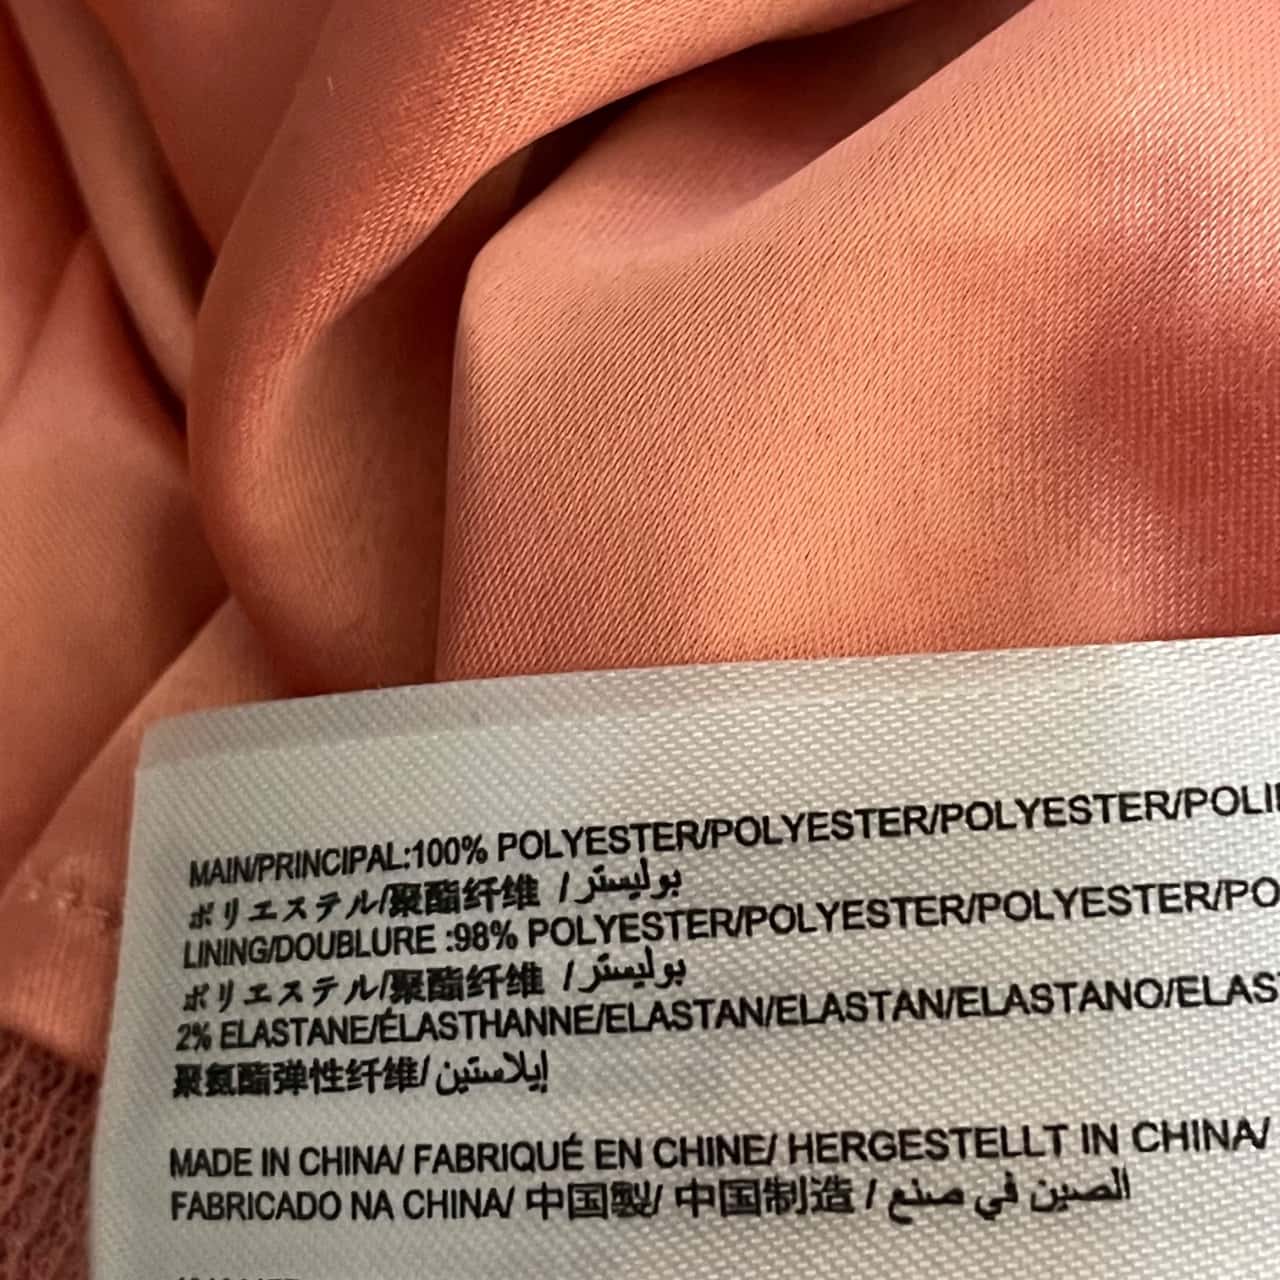 MAIN/PRINCIPAL:100% POLYESTER/POLYESTER/POLYESTER/POLI
ポリエステル/聚酯纤维 / بوليستر
LINING/DOUBLURE :98% POLYESTER/POLYESTER/POLYESTER/PO
ポリエステル/聚酯纤维 / بوليستر
2% ELASTANE/ÉLASTHANNE/ELASTAN/ELASTAN/ELASTANO/ELAS
聚氨酯弹性纤维/ إيلاستين
MADE IN CHINA/ FABRIQUÉ EN CHINE/ HERGESTELLT IN CHINA/
FABRICADO NA CHINA/ 中国製/ 中国制造 / الصين في صنع